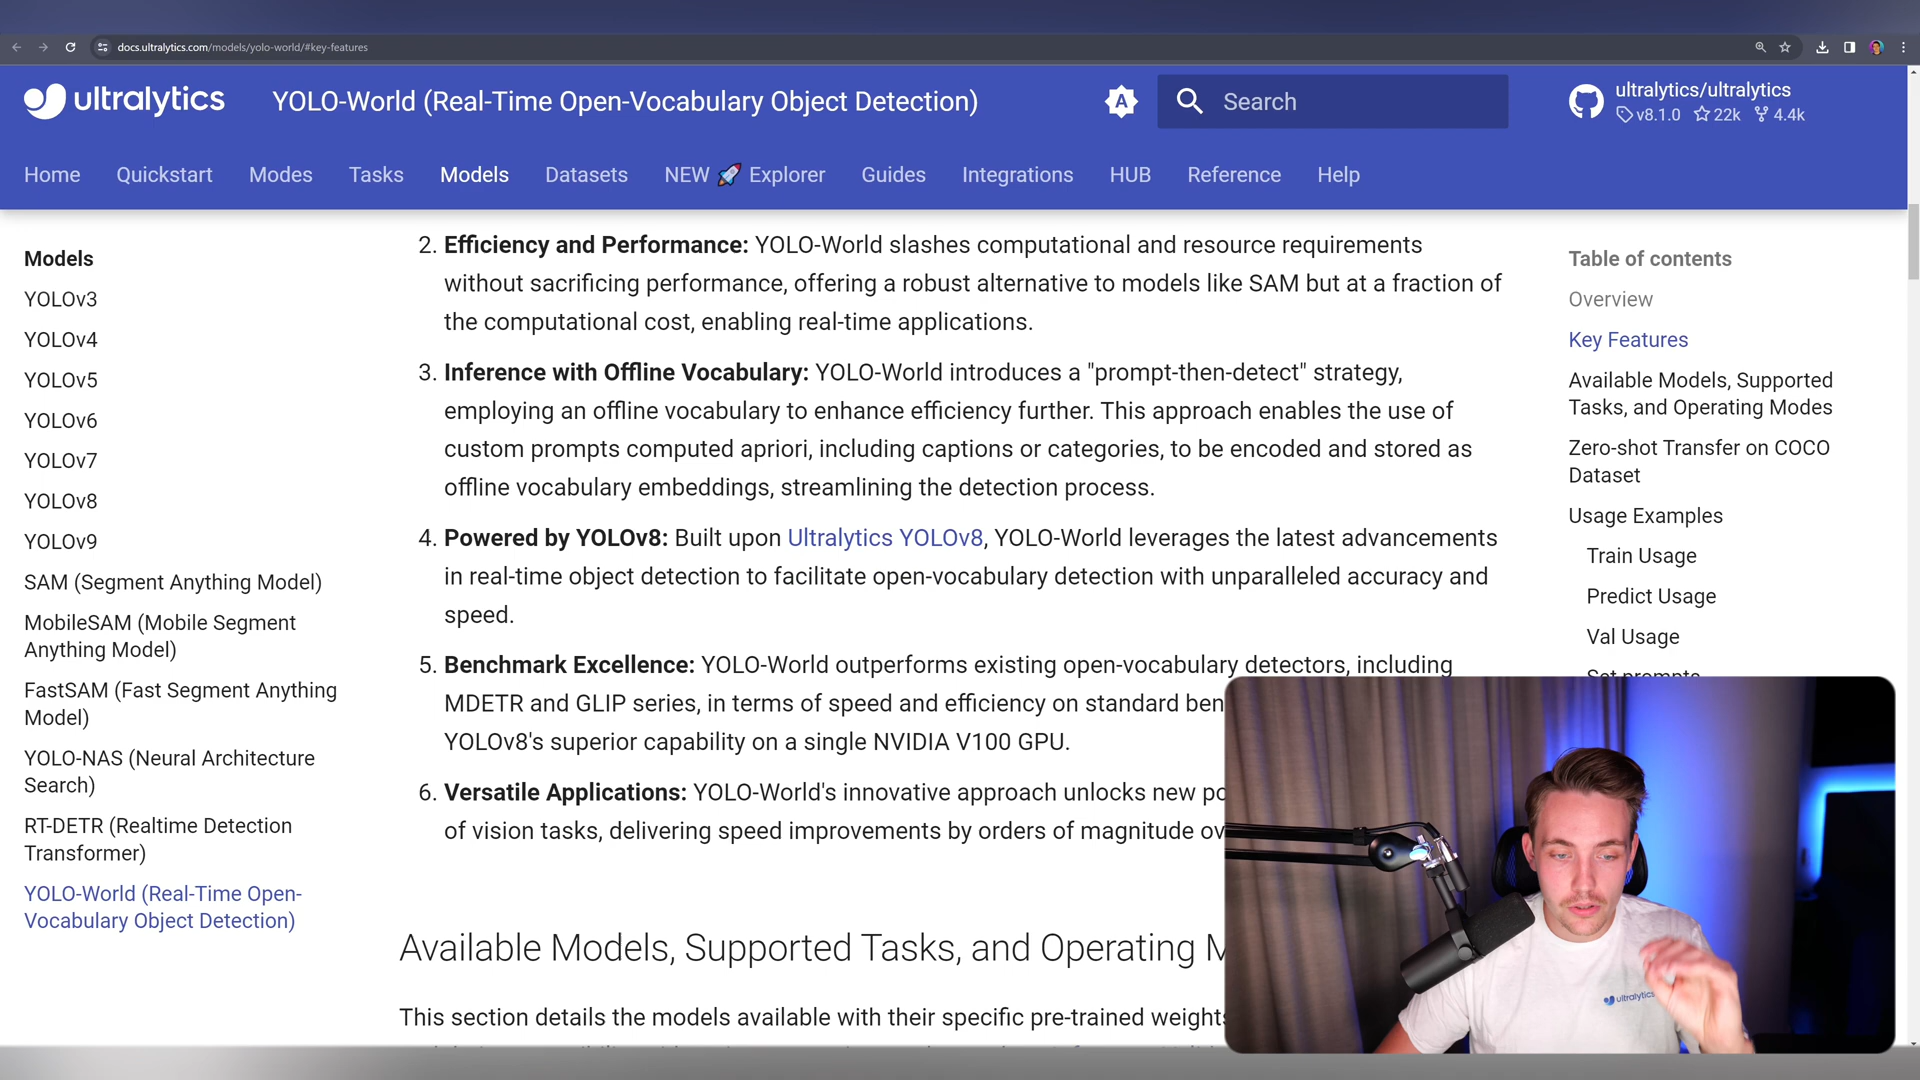 docs.ultralytics.com/models/yolo-world/#key-features
ultralytics
YOLO-World (Real-Time Open-Vocabulary Object Detection)
A
Search
ultralytics/ultralytics
v8.1.0 22k 4.4k
Home Quickstart Modes Tasks Models Datasets NEW 🚀 Explorer Guides Integrations HUB Reference Help
Models
YOLOv3
YOLOv4
YOLOv5
YOLOv6
YOLOv7
YOLOv8
YOLOv9
SAM (Segment Anything Model)
MobileSAM (Mobile Segment
Anything Model)
FastSAM (Fast Segment Anything
Model)
YOLO-NAS (Neural Architecture
Search)
RT-DETR (Realtime Detection
Transformer)
YOLO-World (Real-Time Open-
Vocabulary Object Detection)
2. Efficiency and Performance: YOLO-World slashes computational and resource requirements
without sacrificing performance, offering a robust alternative to models like SAM but at a fraction of
the computational cost, enabling real-time applications.
3. Inference with Offline Vocabulary: YOLO-World introduces a "prompt-then-detect" strategy,
employing an offline vocabulary to enhance efficiency further. This approach enables the use of
custom prompts computed apriori, including captions or categories, to be encoded and stored as
offline vocabulary embeddings, streamlining the detection process.
4. Powered by YOLOv8: Built upon Ultralytics YOLOv8, YOLO-World leverages the latest advancements
in real-time object detection to facilitate open-vocabulary detection with unparalleled accuracy and
speed.
5. Benchmark Excellence: YOLO-World outperforms existing open-vocabulary detectors, including
MDETR and GLIP series, in terms of speed and efficiency on standard ben
YOLOv8's superior capability on a single NVIDIA V100 GPU.
6. Versatile Applications: YOLO-World's innovative approach unlocks new po
of vision tasks, delivering speed improvements by orders of magnitude ov
Available Models, Supported Tasks, and Operating M
This section details the models available with their specific pre-trained weights
Table of contents
Overview
Key Features
Available Models, Supported
Tasks, and Operating Modes
Zero-shot Transfer on COCO
Dataset
Usage Examples
Train Usage
Predict Usage
Val Usage
Set prompts
ultralytics